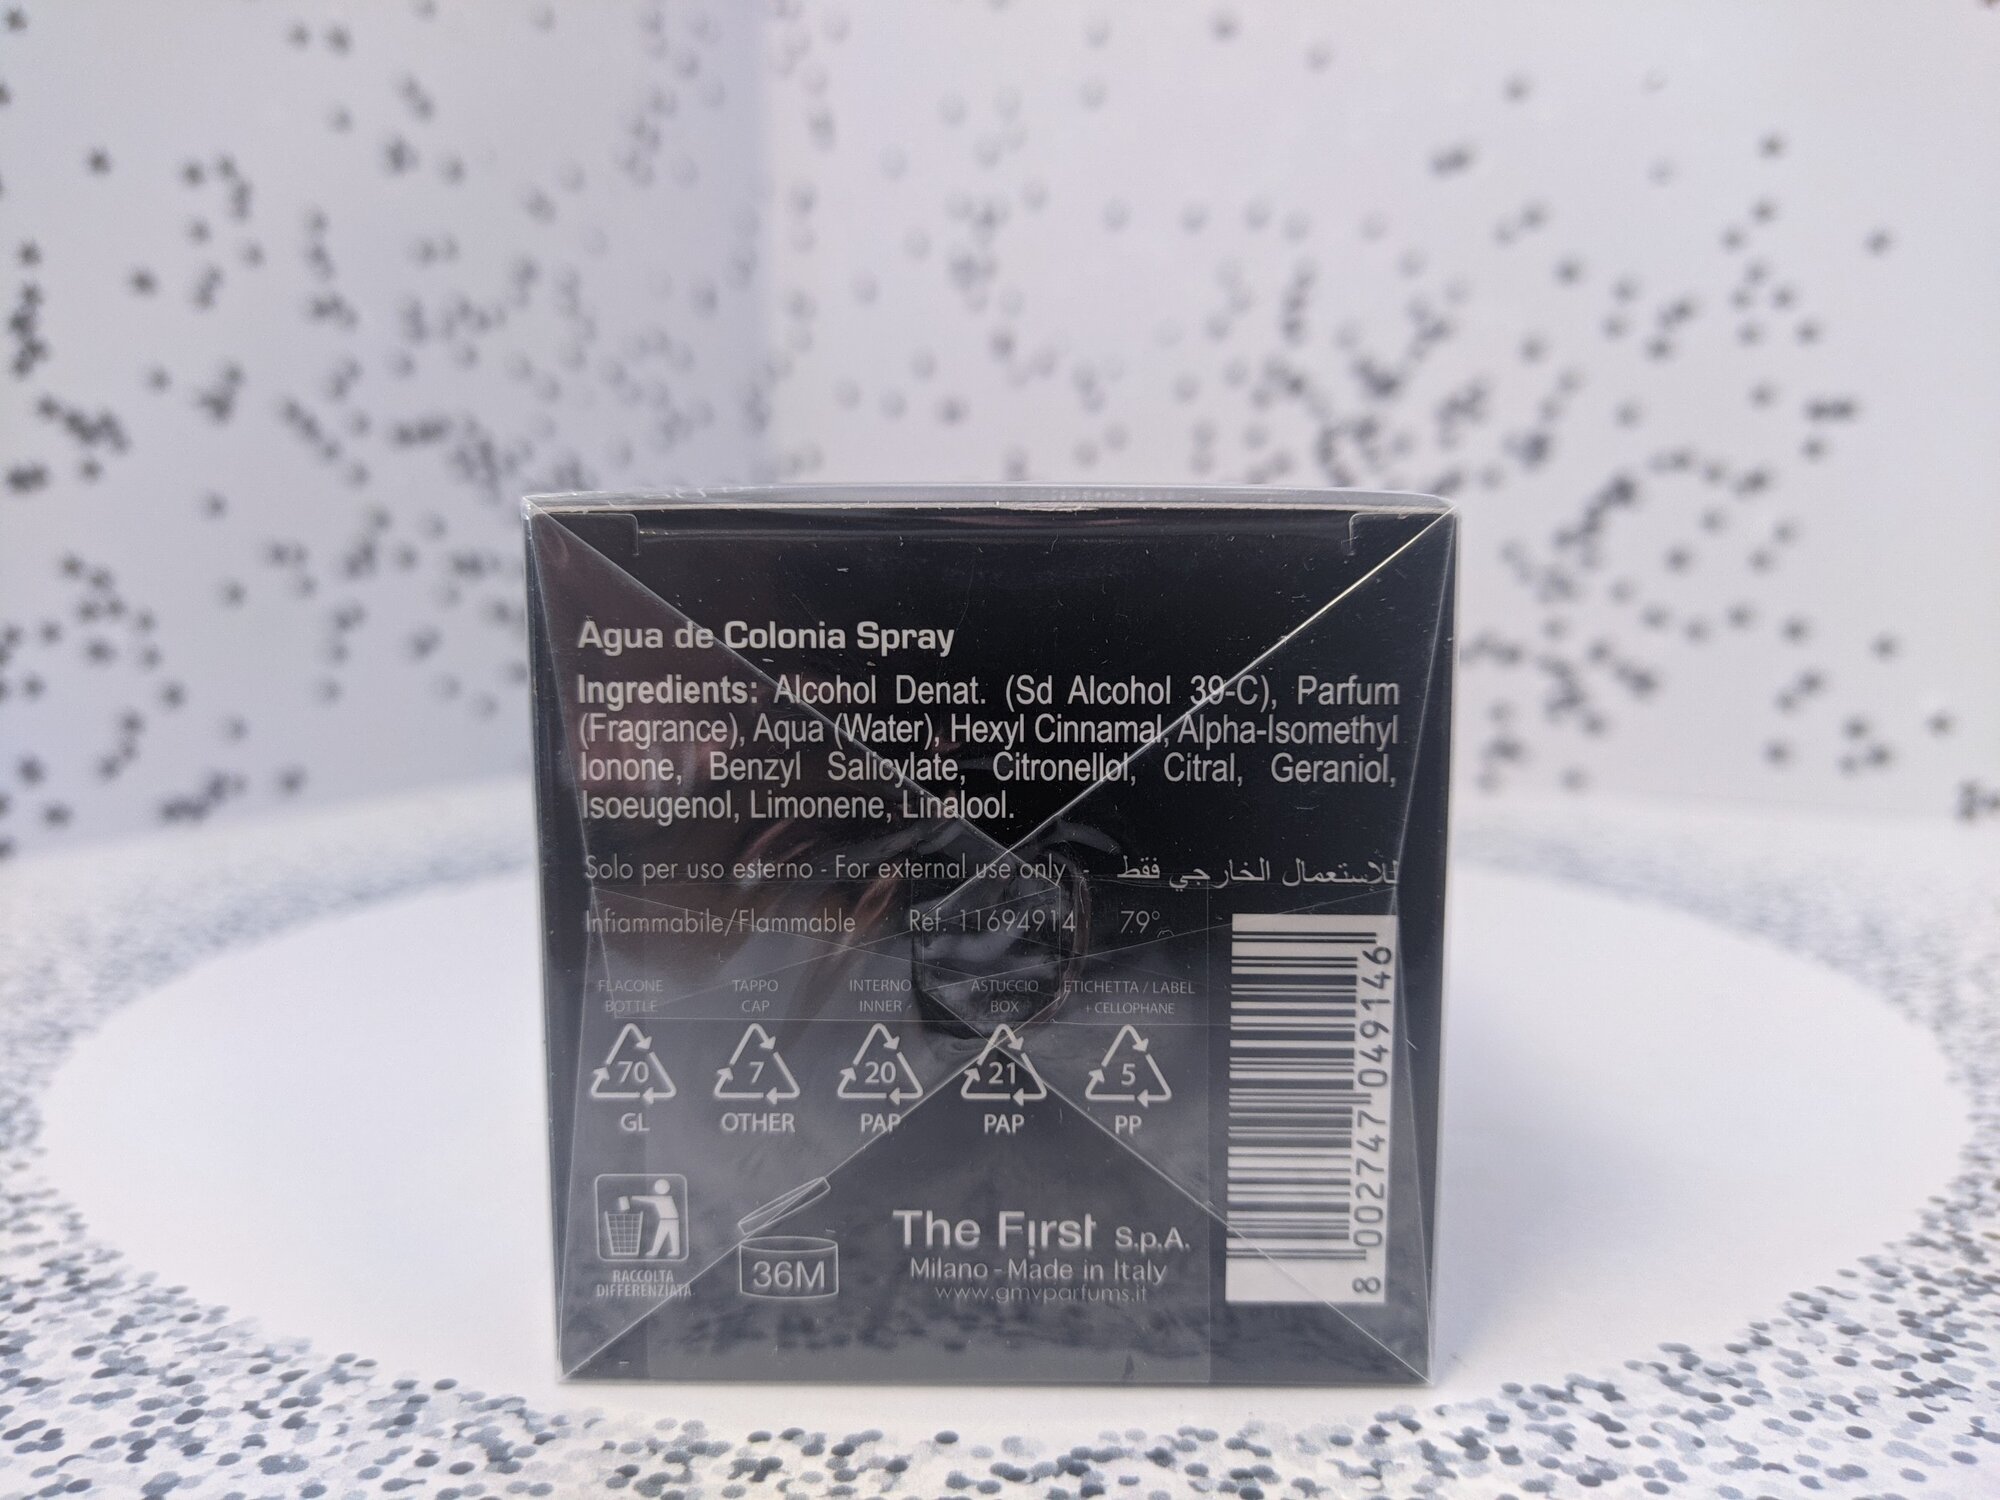 Agua de Colonia Spray
Ingredients: Alcohol Denat. (Sd Alcohol 39-C), Parfum
(Fragrance), Aqua (Water), Hexyl Cinnamal, Alpha-Isomethyl
Ionone, Benzyl Salicylate, Citronellol, Citral, Geraniol,
Isoeugenol, Limonene, Linalool.
Solo per uso esterno - For external use only - للاستعمال الخارجي فقط
Infiammabile/Flammable Ref. 11694914 79°
FLACONE TAPPO INTERNO ASTUCCIO ETICHETTA / LABEL
BOTTLE CAP INNER BOX + CELLOPHANE
70 7 20 21 5
GL OTHER PAP PAP PP
RACCOLTA
DIFFERENZIATA
36M
The First S.p.A.
Milano - Made in Italy
www.gmvparfums.it
8 002747 049146